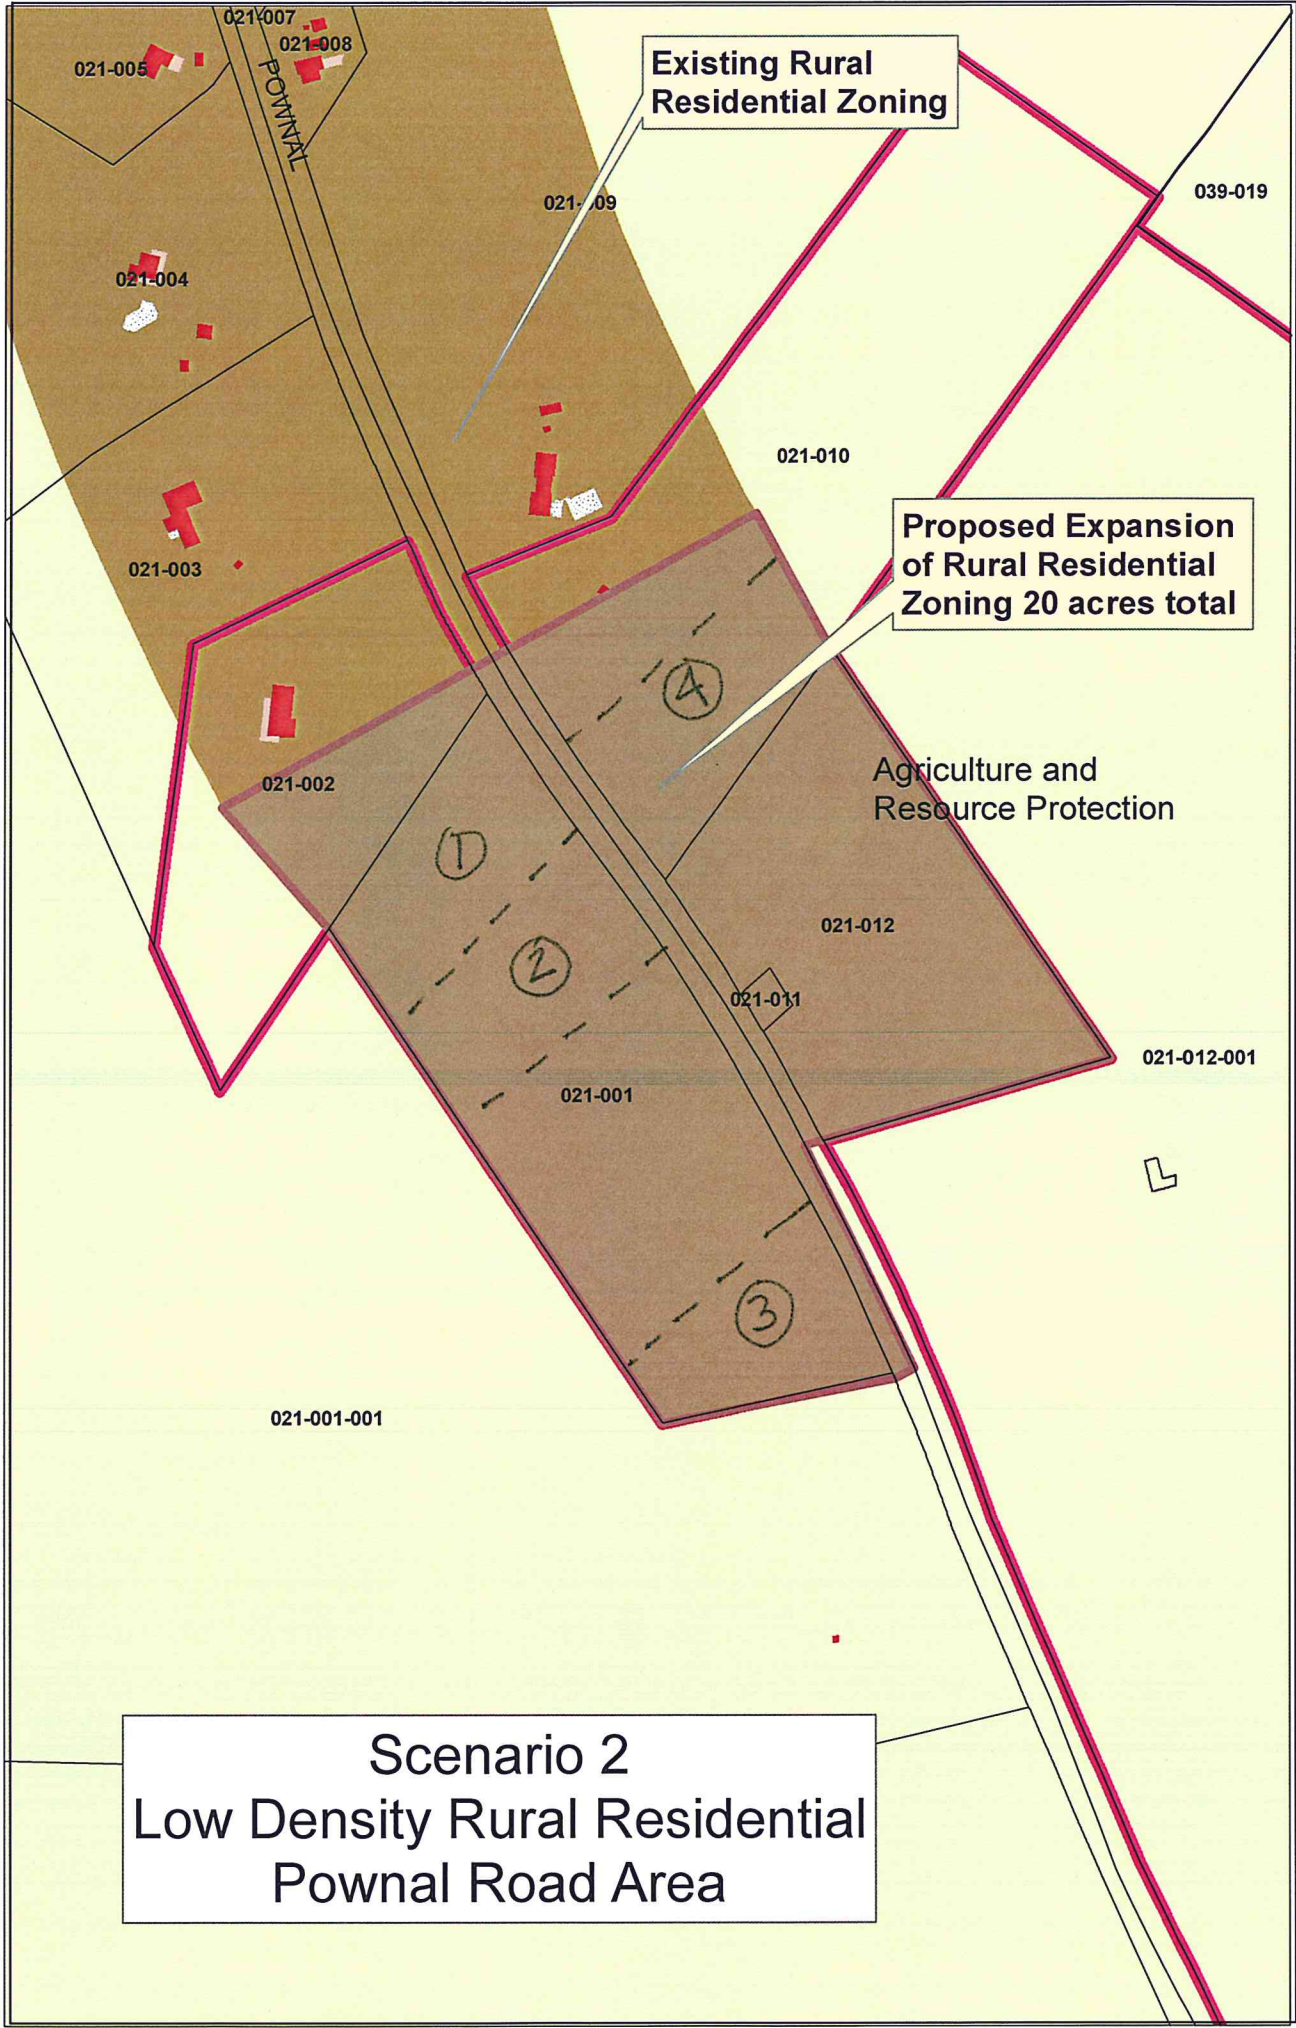 021-007
021-008
021-005
POWNAL
Existing Rural
Residential Zoning
039-019
021-009
021-004
021-010
Proposed Expansion
of Rural Residential
Zoning 20 acres total
021-003
4
Agriculture and
Resource Protection
021-002
1
021-012
2
021-011
021-012-001
021-001
3
021-001-001
Scenario 2
Low Density Rural Residential
Pownal Road Area